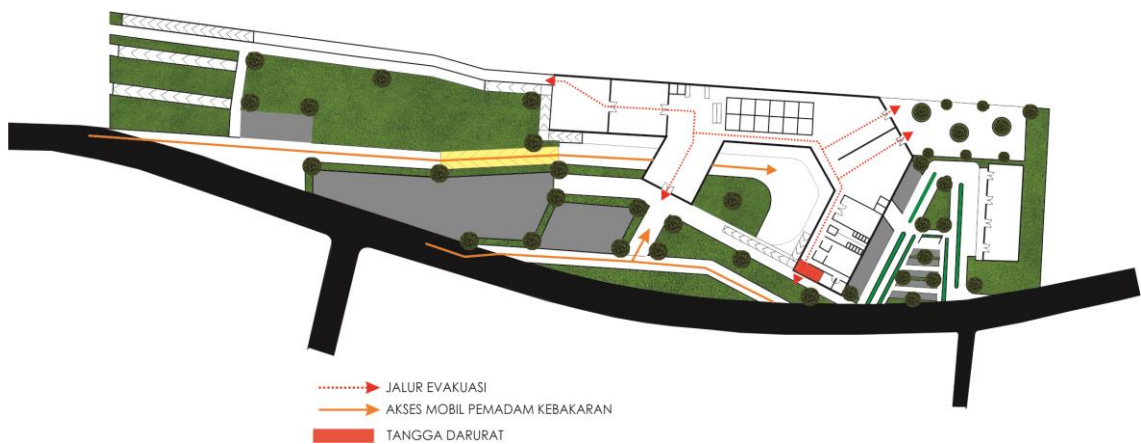 JALUR EVAKUASI
AKSES MOBIL PEMADAM KEBAKARAN
TANGGA DARURAT